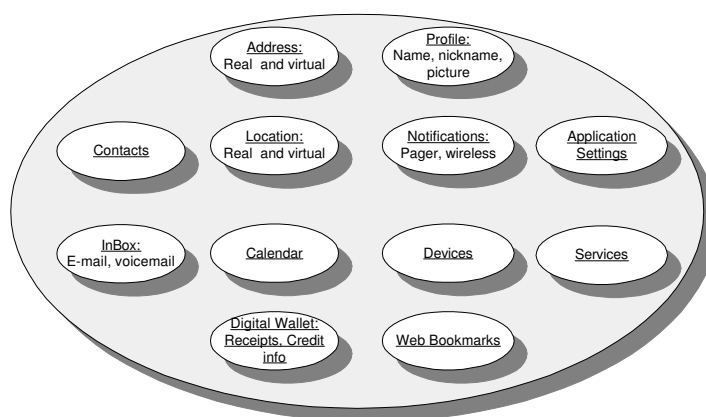 Address:
Real and virtual
Profile:
Name, nickname,
picture
Contacts
Location:
Real and virtual
Notifications:
Pager, wireless
Application
Settings
InBox:
E-mail, voicemail
Calendar
Devices
Services
Digital Wallet:
Receipts, Credit
info
Web Bookmarks